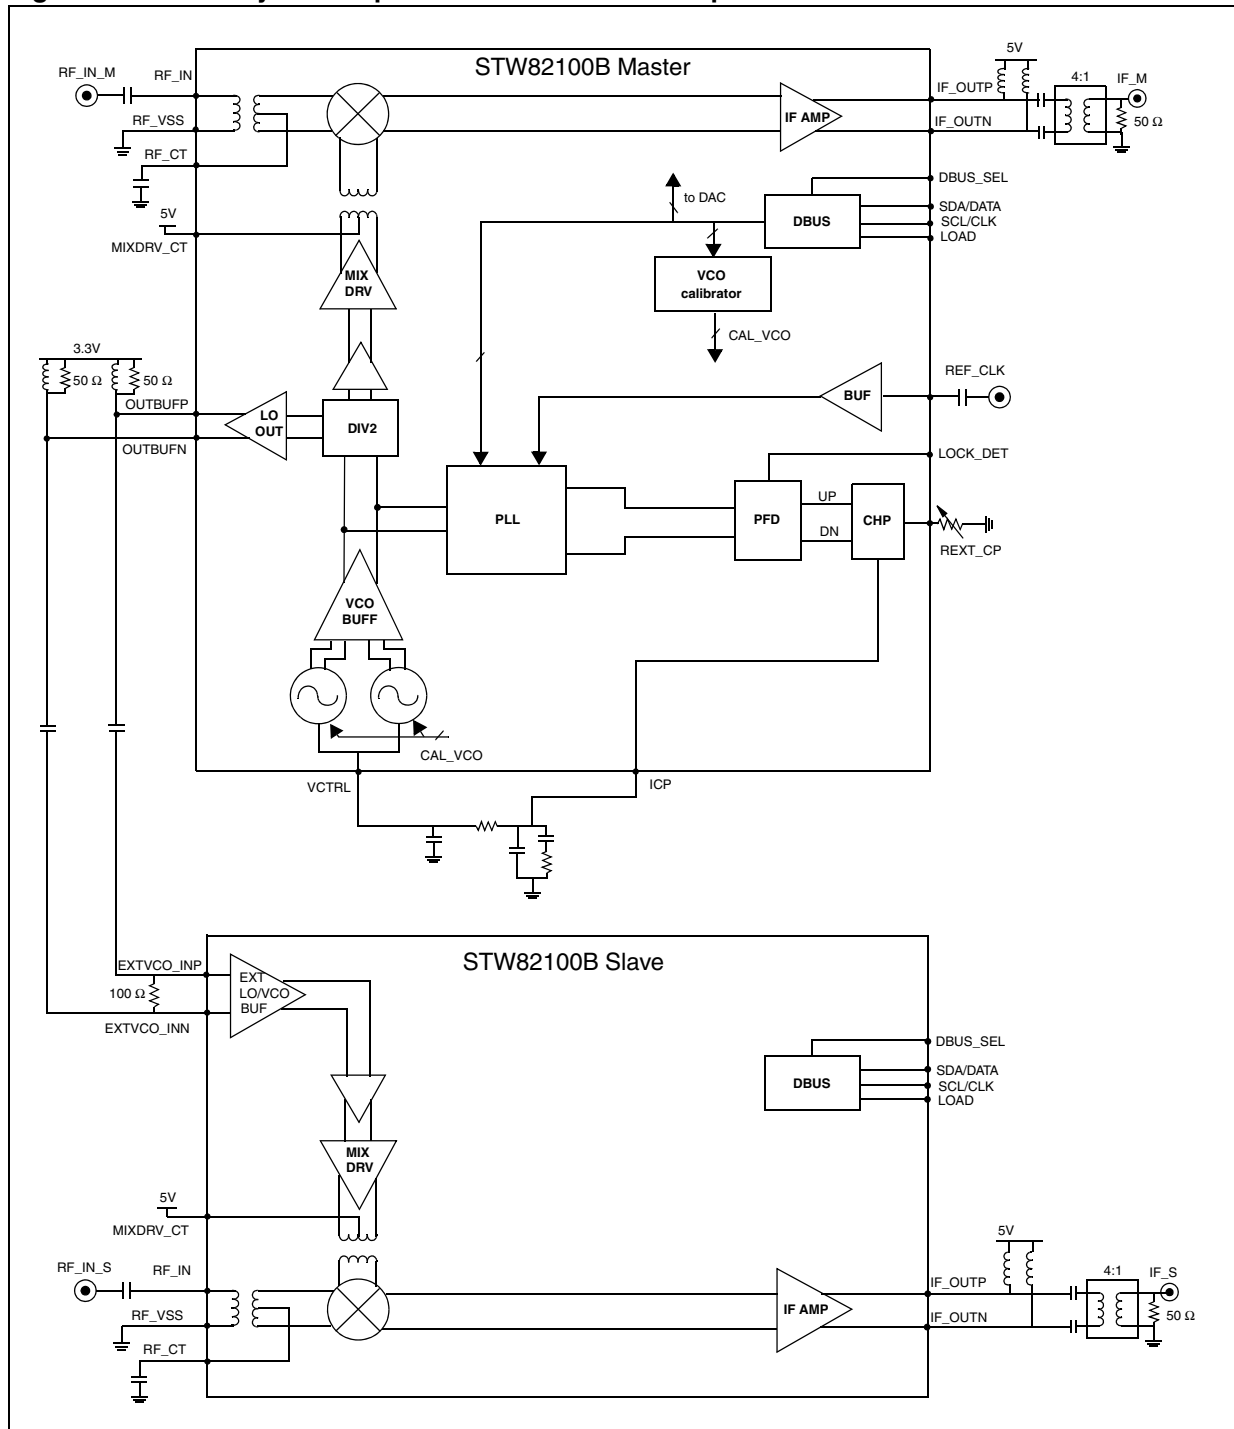 STW82100B Master
RF_IN_M
RF_IN
RF_VSS
RF_CT
5V
MIXDRV_CT
MIX
DRV
IF AMP
IF_OUTP
IF_OUTN
5V
4:1
IF_M
50 Ω
DBUS_SEL
SDA/DATA
SCL/CLK
LOAD
DBUS
to DAC
VCO
calibrator
CAL_VCO
3.3V
50 Ω
50 Ω
OUTBUFP
OUTBUFN
LO
OUT
DIV2
BUF
REF_CLK
LOCK_DET
PLL
PFD
UP
DN
CHP
REXT_CP
VCO
BUFF
CAL_VCO
VCTRL
ICP
STW82100B Slave
EXTVCO_INP
100 Ω
EXTVCO_INN
EXT
LO/VCO
BUF
DBUS_SEL
SDA/DATA
SCL/CLK
LOAD
DBUS
MIX
DRV
5V
MIXDRV_CT
RF_IN_S
RF_IN
RF_VSS
RF_CT
IF AMP
IF_OUTP
IF_OUTN
5V
4:1
IF_S
50 Ω